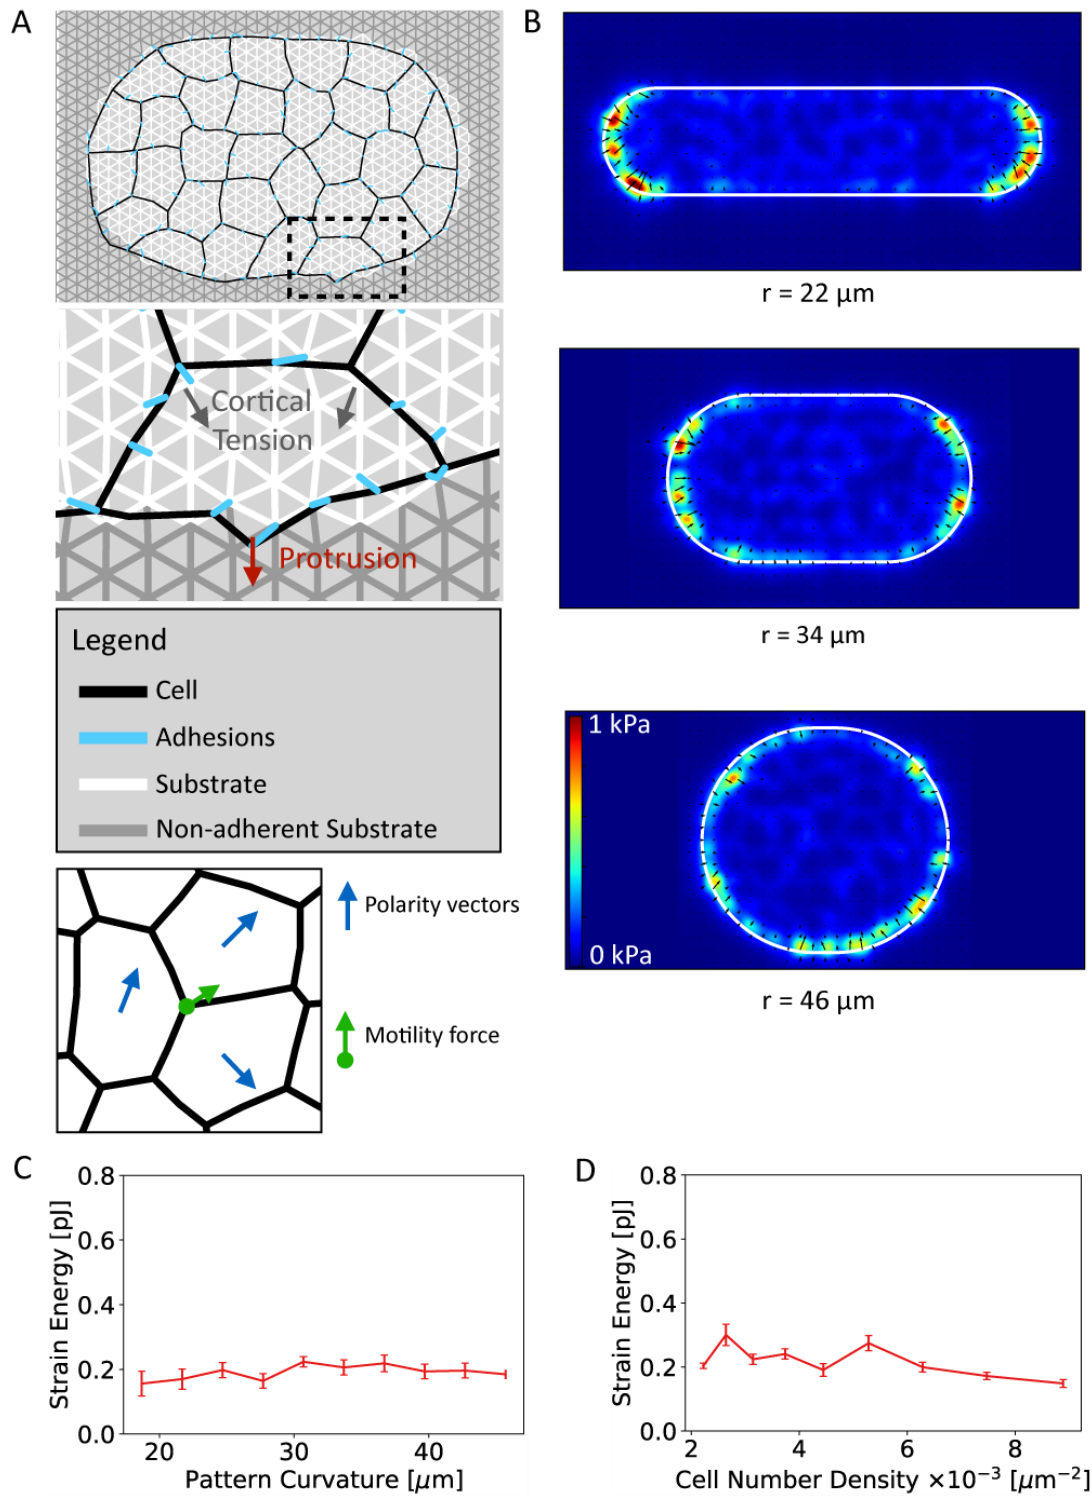 A
B
Cortical
Tension
Protrusion
Legend
Cell
Adhesions
Substrate
Non-adherent Substrate
Polarity vectors
Motility force
r = 22 µm
r = 34 µm
1 kPa
0 kPa
r = 46 µm
C
0.8
0.6
0.4
0.2
0.0
Strain Energy [pJ]
20
30
40
Pattern Curvature [µm]
D
0.8
0.6
0.4
0.2
0.0
Strain Energy [pJ]
2
4
6
8
Cell Number Density ×10⁻³ [µm⁻²]